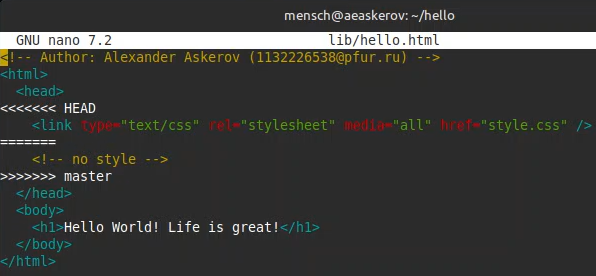 mensch@aeaskerov:~/hello
GNU nano 7.2 lib/hello.html
<!-- Author: Alexander Askerov (1132226538@pfur.ru) -->
<html>
  <head>
<<<<<<< HEAD
    <link type="text/css" rel="stylesheet" media="all" href="style.css" />
=======
    <!-- no style -->
>>>>>>> master
  </head>
  <body>
    <h1>Hello World! Life is great!</h1>
  </body>
</html>